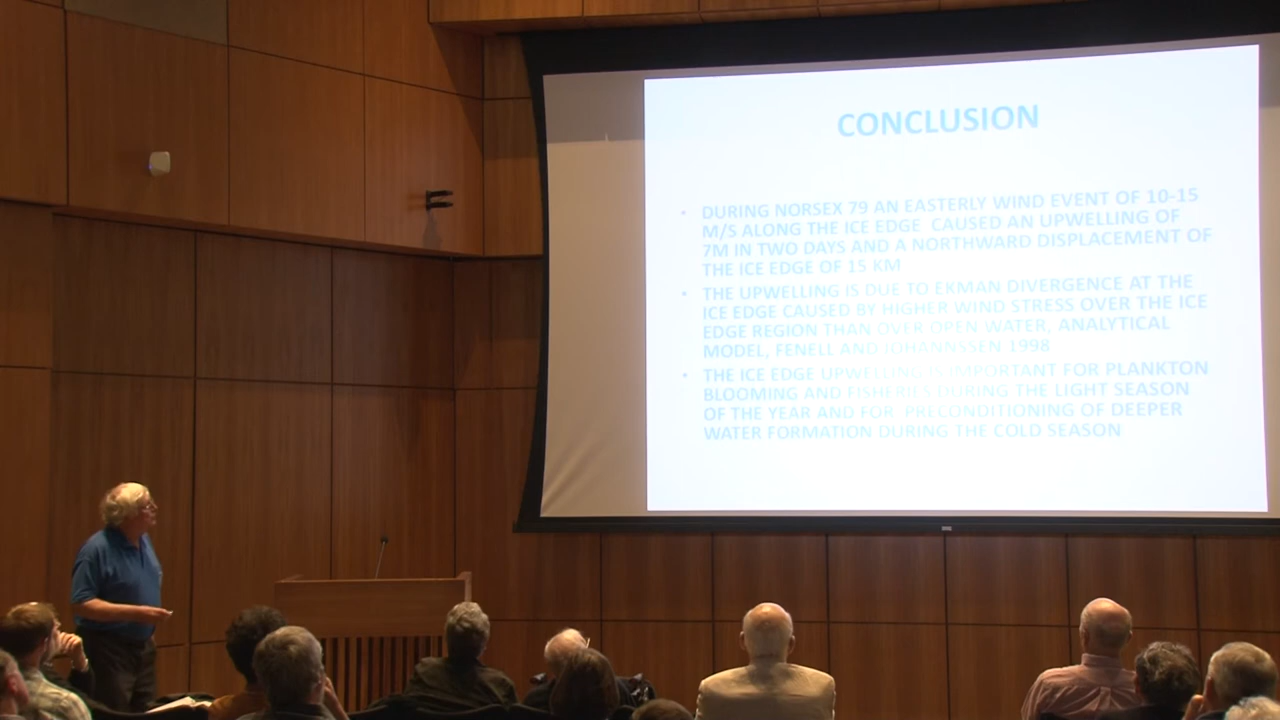 CONCLUSION
• DURING NORSEX 79 AN EASTERLY WIND EVENT OF 10-15
M/S ALONG THE ICE EDGE CAUSED AN UPWELLING OF
7M IN TWO DAYS AND A NORTHWARD DISPLACEMENT OF
THE ICE EDGE OF 15 KM
• THE UPWELLING IS DUE TO EKMAN DIVERGENCE AT THE
ICE EDGE CAUSED BY HIGHER WIND STRESS OVER THE ICE
EDGE REGION THAN OVER OPEN WATER, ANALYTICAL
MODEL, FENELL AND JOHANNSSEN 1998
• THE ICE EDGE UPWELLING IS IMPORTANT FOR PLANKTON
BLOOMING AND FISHERIES DURING THE LIGHT SEASON
OF THE YEAR AND FOR PRECONDITIONING OF DEEPER
WATER FORMATION DURING THE COLD SEASON